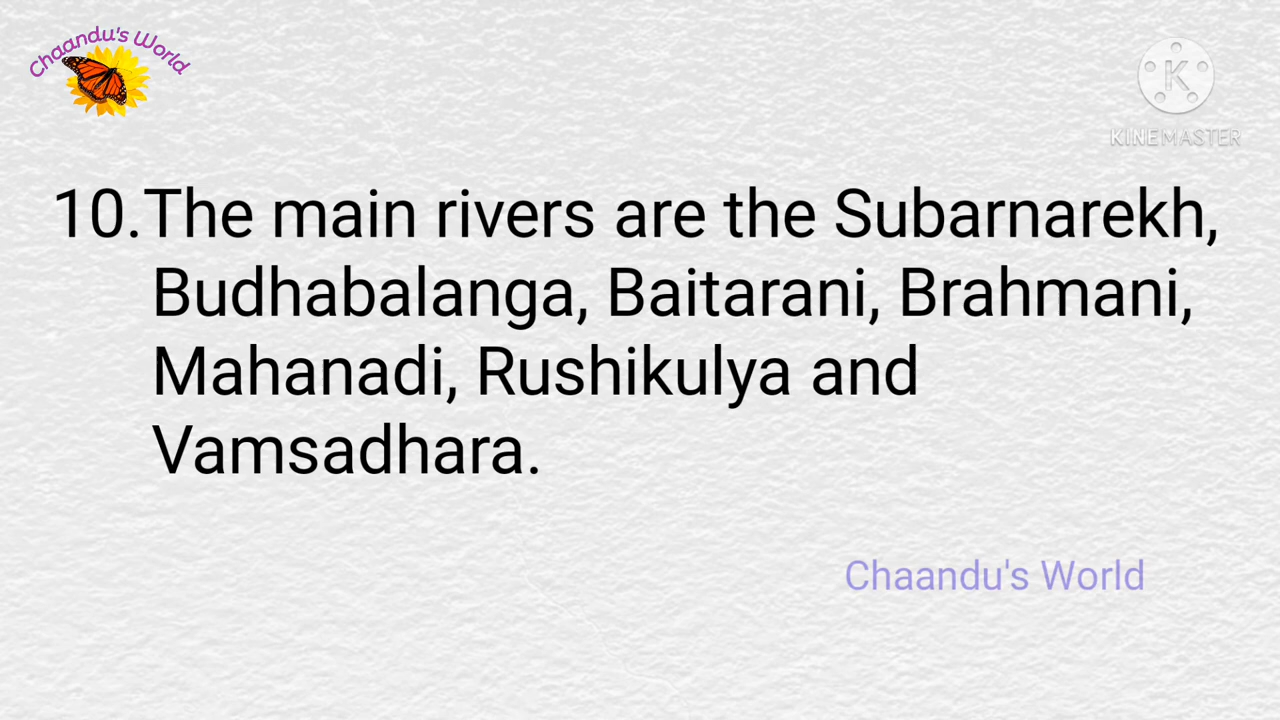 Chaandu's World
KINEMASTER
10.The main rivers are the Subarnarekh,
Budhabalanga, Baitarani, Brahmani,
Mahanadi, Rushikulya and
Vamsadhara.
Chaandu's World